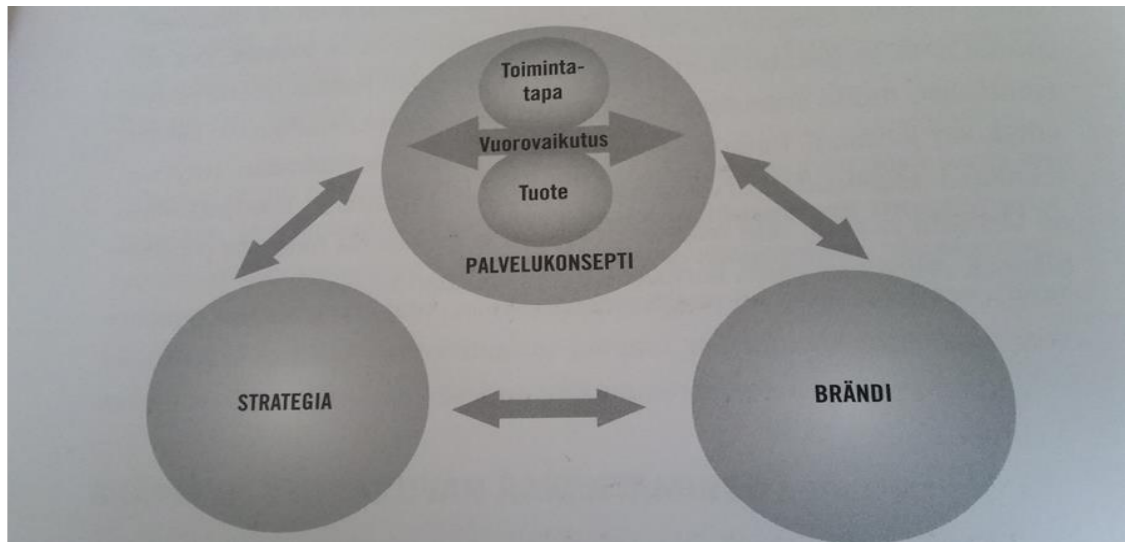 Toiminta-
tapa
Vuorovaikutus
Tuote
PALVELUKONSEPTI
STRATEGIA
BRÄNDI